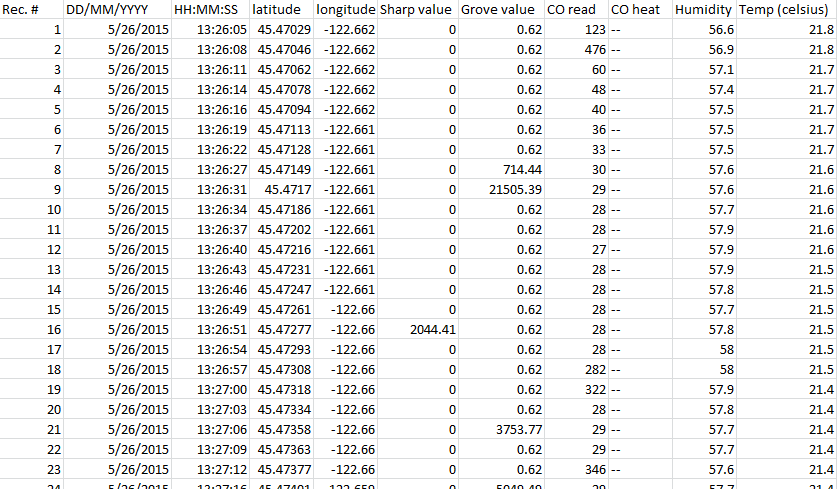 Rec. # DD/MM/YYYY HH:MM:SS latitude longitude Sharp value Grove value CO read CO heat Humidity Temp (celsius)
1 5/26/2015 13:26:05 45.47029 -122.662 0 0.62 123 -- 56.6 21.8
2 5/26/2015 13:26:08 45.47046 -122.662 0 0.62 476 -- 56.9 21.8
3 5/26/2015 13:26:11 45.47062 -122.662 0 0.62 60 -- 57.1 21.7
4 5/26/2015 13:26:14 45.47078 -122.662 0 0.62 48 -- 57.4 21.7
5 5/26/2015 13:26:16 45.47094 -122.662 0 0.62 40 -- 57.5 21.7
6 5/26/2015 13:26:19 45.47113 -122.661 0 0.62 36 -- 57.5 21.7
7 5/26/2015 13:26:22 45.47128 -122.661 0 0.62 33 -- 57.5 21.7
8 5/26/2015 13:26:27 45.47149 -122.661 0 714.44 30 -- 57.6 21.6
9 5/26/2015 13:26:31 45.4717 -122.661 0 21505.39 29 -- 57.6 21.6
10 5/26/2015 13:26:34 45.47186 -122.661 0 0.62 28 -- 57.7 21.6
11 5/26/2015 13:26:37 45.47202 -122.661 0 0.62 28 -- 57.9 21.6
12 5/26/2015 13:26:40 45.47216 -122.661 0 0.62 27 -- 57.9 21.6
13 5/26/2015 13:26:43 45.47231 -122.661 0 0.62 28 -- 57.9 21.5
14 5/26/2015 13:26:46 45.47247 -122.661 0 0.62 28 -- 57.8 21.5
15 5/26/2015 13:26:49 45.47261 -122.66 0 0.62 28 -- 57.7 21.5
16 5/26/2015 13:26:51 45.47277 -122.66 2044.41 0.62 28 -- 57.8 21.5
17 5/26/2015 13:26:54 45.47293 -122.66 0 0.62 28 -- 58 21.5
18 5/26/2015 13:26:57 45.47308 -122.66 0 0.62 282 -- 58 21.5
19 5/26/2015 13:27:00 45.47318 -122.66 0 0.62 322 -- 57.9 21.4
20 5/26/2015 13:27:03 45.47334 -122.66 0 0.62 28 -- 57.8 21.4
21 5/26/2015 13:27:06 45.47358 -122.66 0 3753.77 29 -- 57.7 21.4
22 5/26/2015 13:27:09 45.47363 -122.66 0 0.62 29 -- 57.7 21.4
23 5/26/2015 13:27:12 45.47377 -122.66 0 0.62 346 -- 57.6 21.4
24 5/26/2015 13:27:16 45.47401 -122.659 0 5049.49 29 -- 57.7 21.4